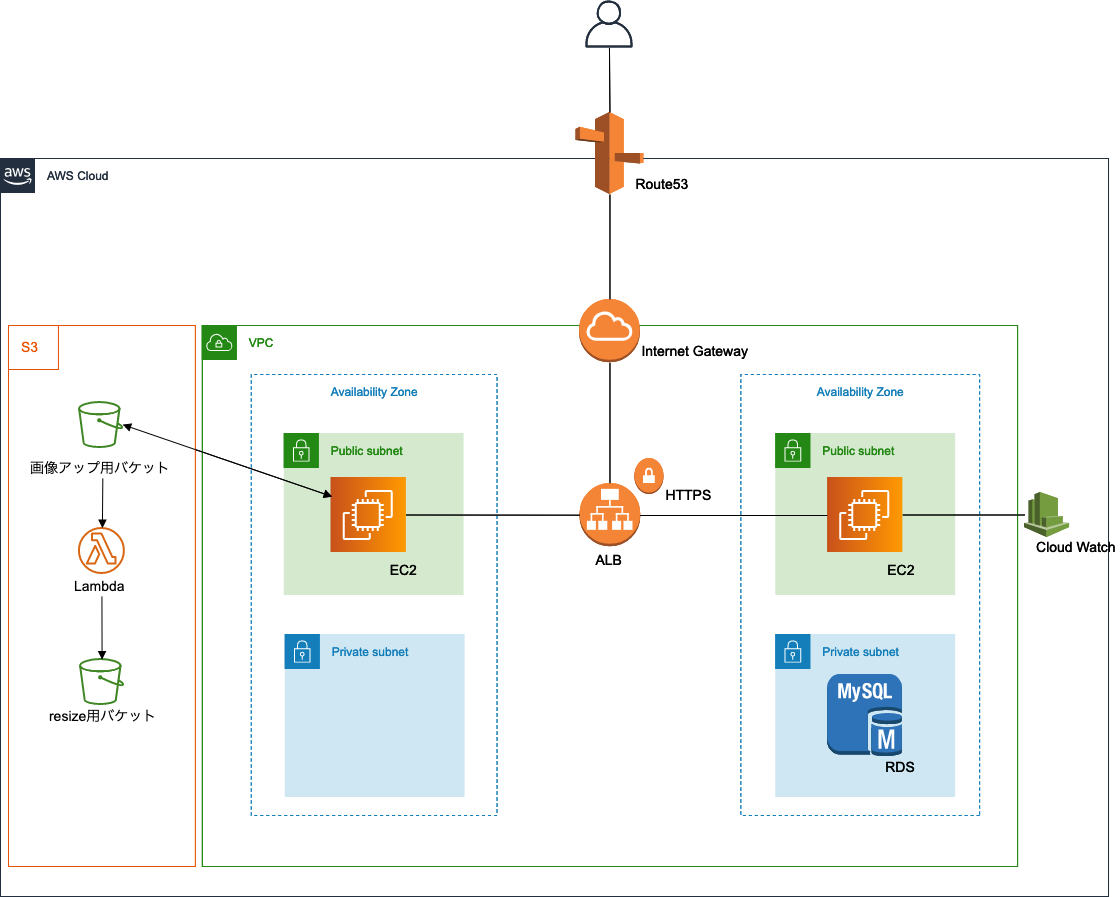 Route53
aws
AWS Cloud
S3
VPC
Internet Gateway
Availability Zone
Availability Zone
画像アップ用バケット
Public subnet
EC2
HTTPS
ALB
Public subnet
EC2
Cloud Watch
Lambda
resize用バケット
Private subnet
Private subnet
MySQL
M
RDS